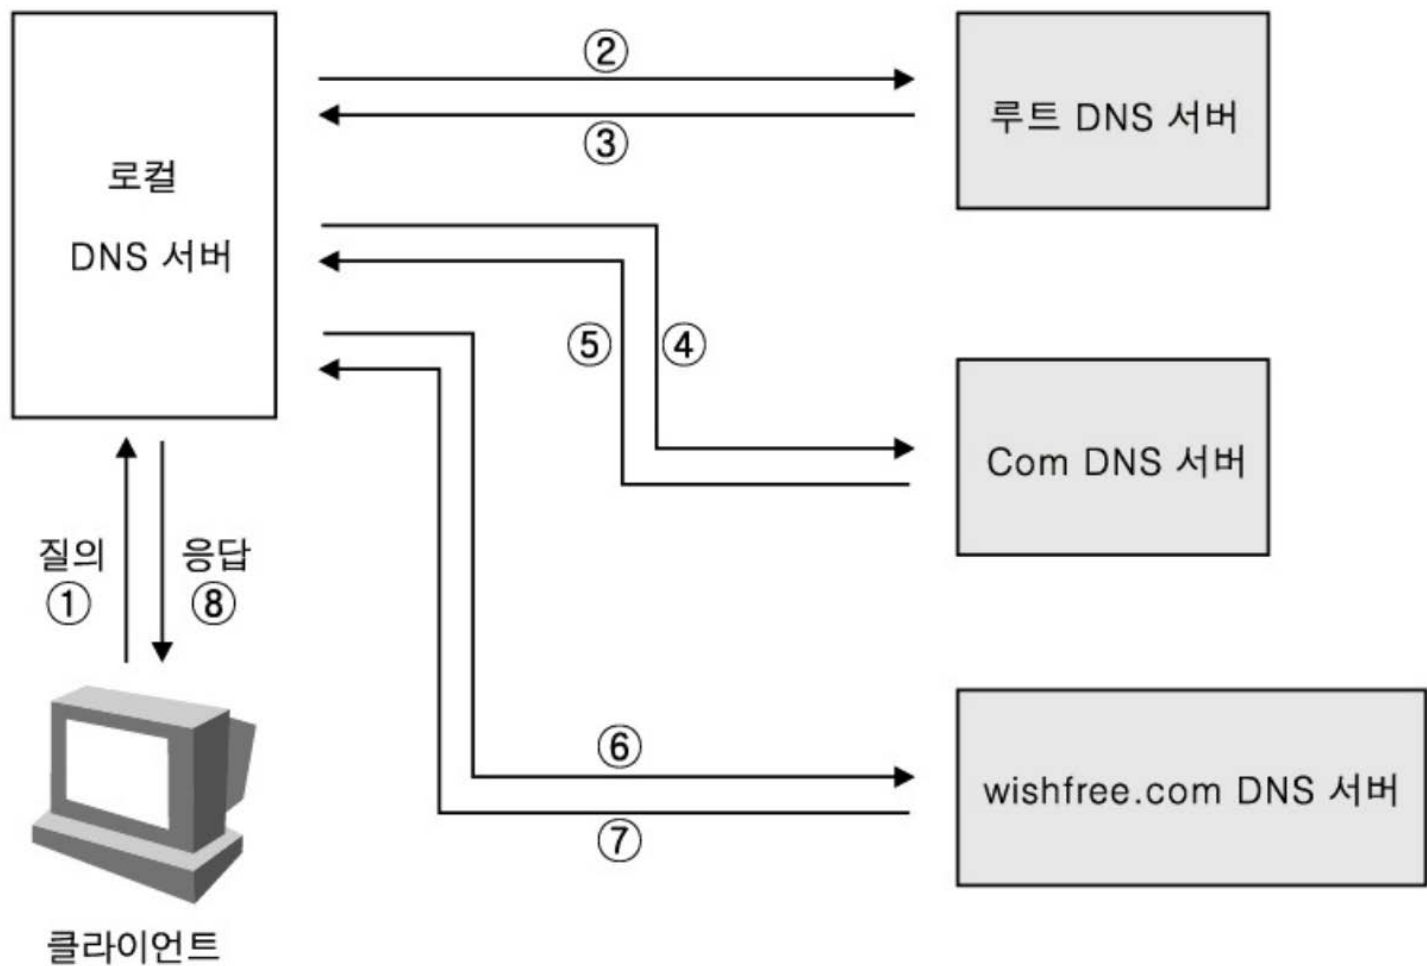 ②
루트 DNS 서버
③
로컬
DNS 서버
⑤
④
Com DNS 서버
질의
①
응답
⑧
⑥
wishfree.com DNS 서버
⑦
클라이언트